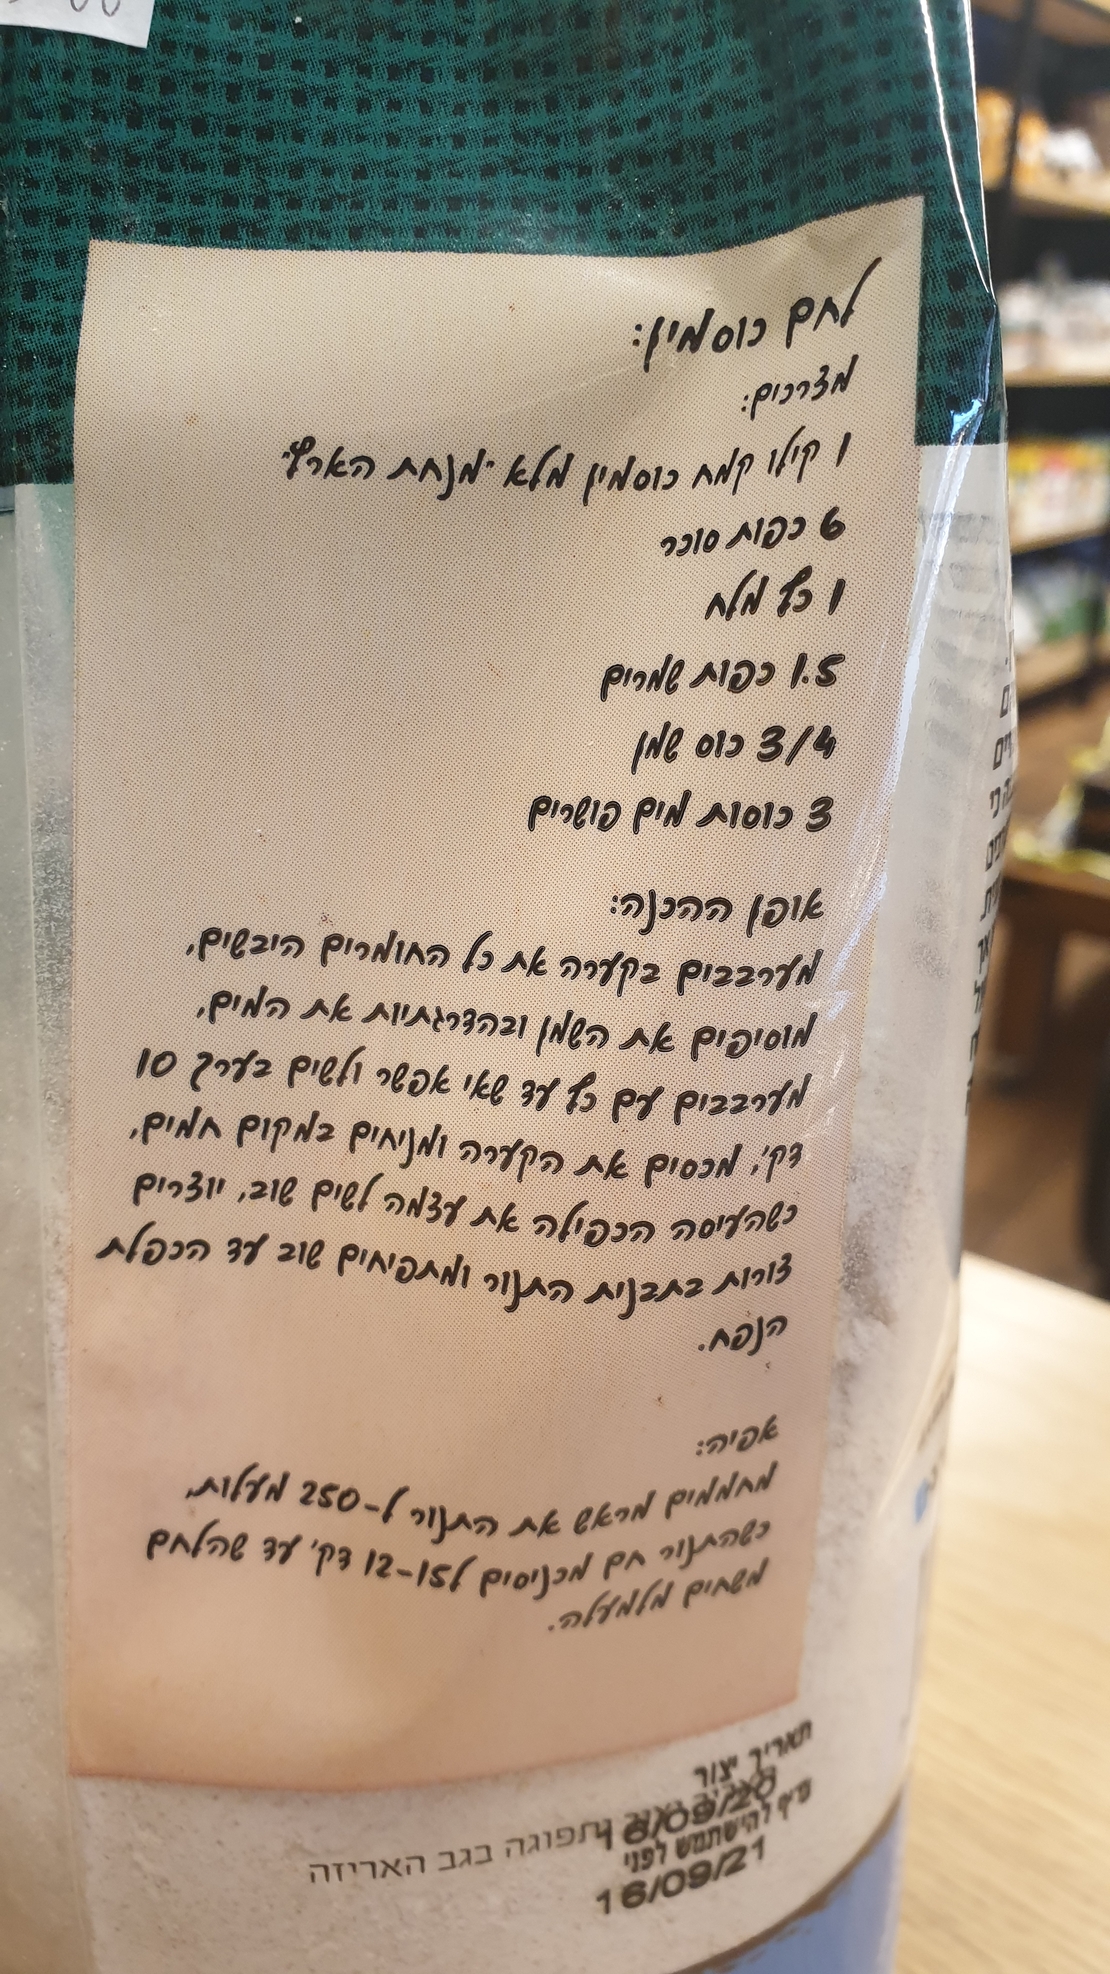 לחם כוסמין:
מצרכים:
1 קילו קמח כוסמין מלא "מנחת הארץ"
6 כפות סוכר
1 כף מלח
1.5 כפות שמרים
3/4 כוס שמן
3 כוסות מים פושרים
אופן ההכנה:
מערבבים בקערה את כל החומרים היבשים,
מוסיפים את השמן ובהדרגתיות את המים,
מערבבים עם כף עד שאי אפשר ולשים בערך 10
דק', מכסים את הקערה ומניחים במקום חמים,
כשהעיסה הכפילה את עצמה לשים שוב, יוצרים
צורות בתבנית התנור ומתפיחים שוב עד הכפלת
הנפח.
אפיה:
מחממים מראש את התנור ל-250 מעלות,
כשהתנור חם מכניסים ל12-15 דק' עד שהלחם
משחים מלמעלה.
תאריך יצור
16/09/20
להשתמש לפני
16/09/21
בגב האריזה